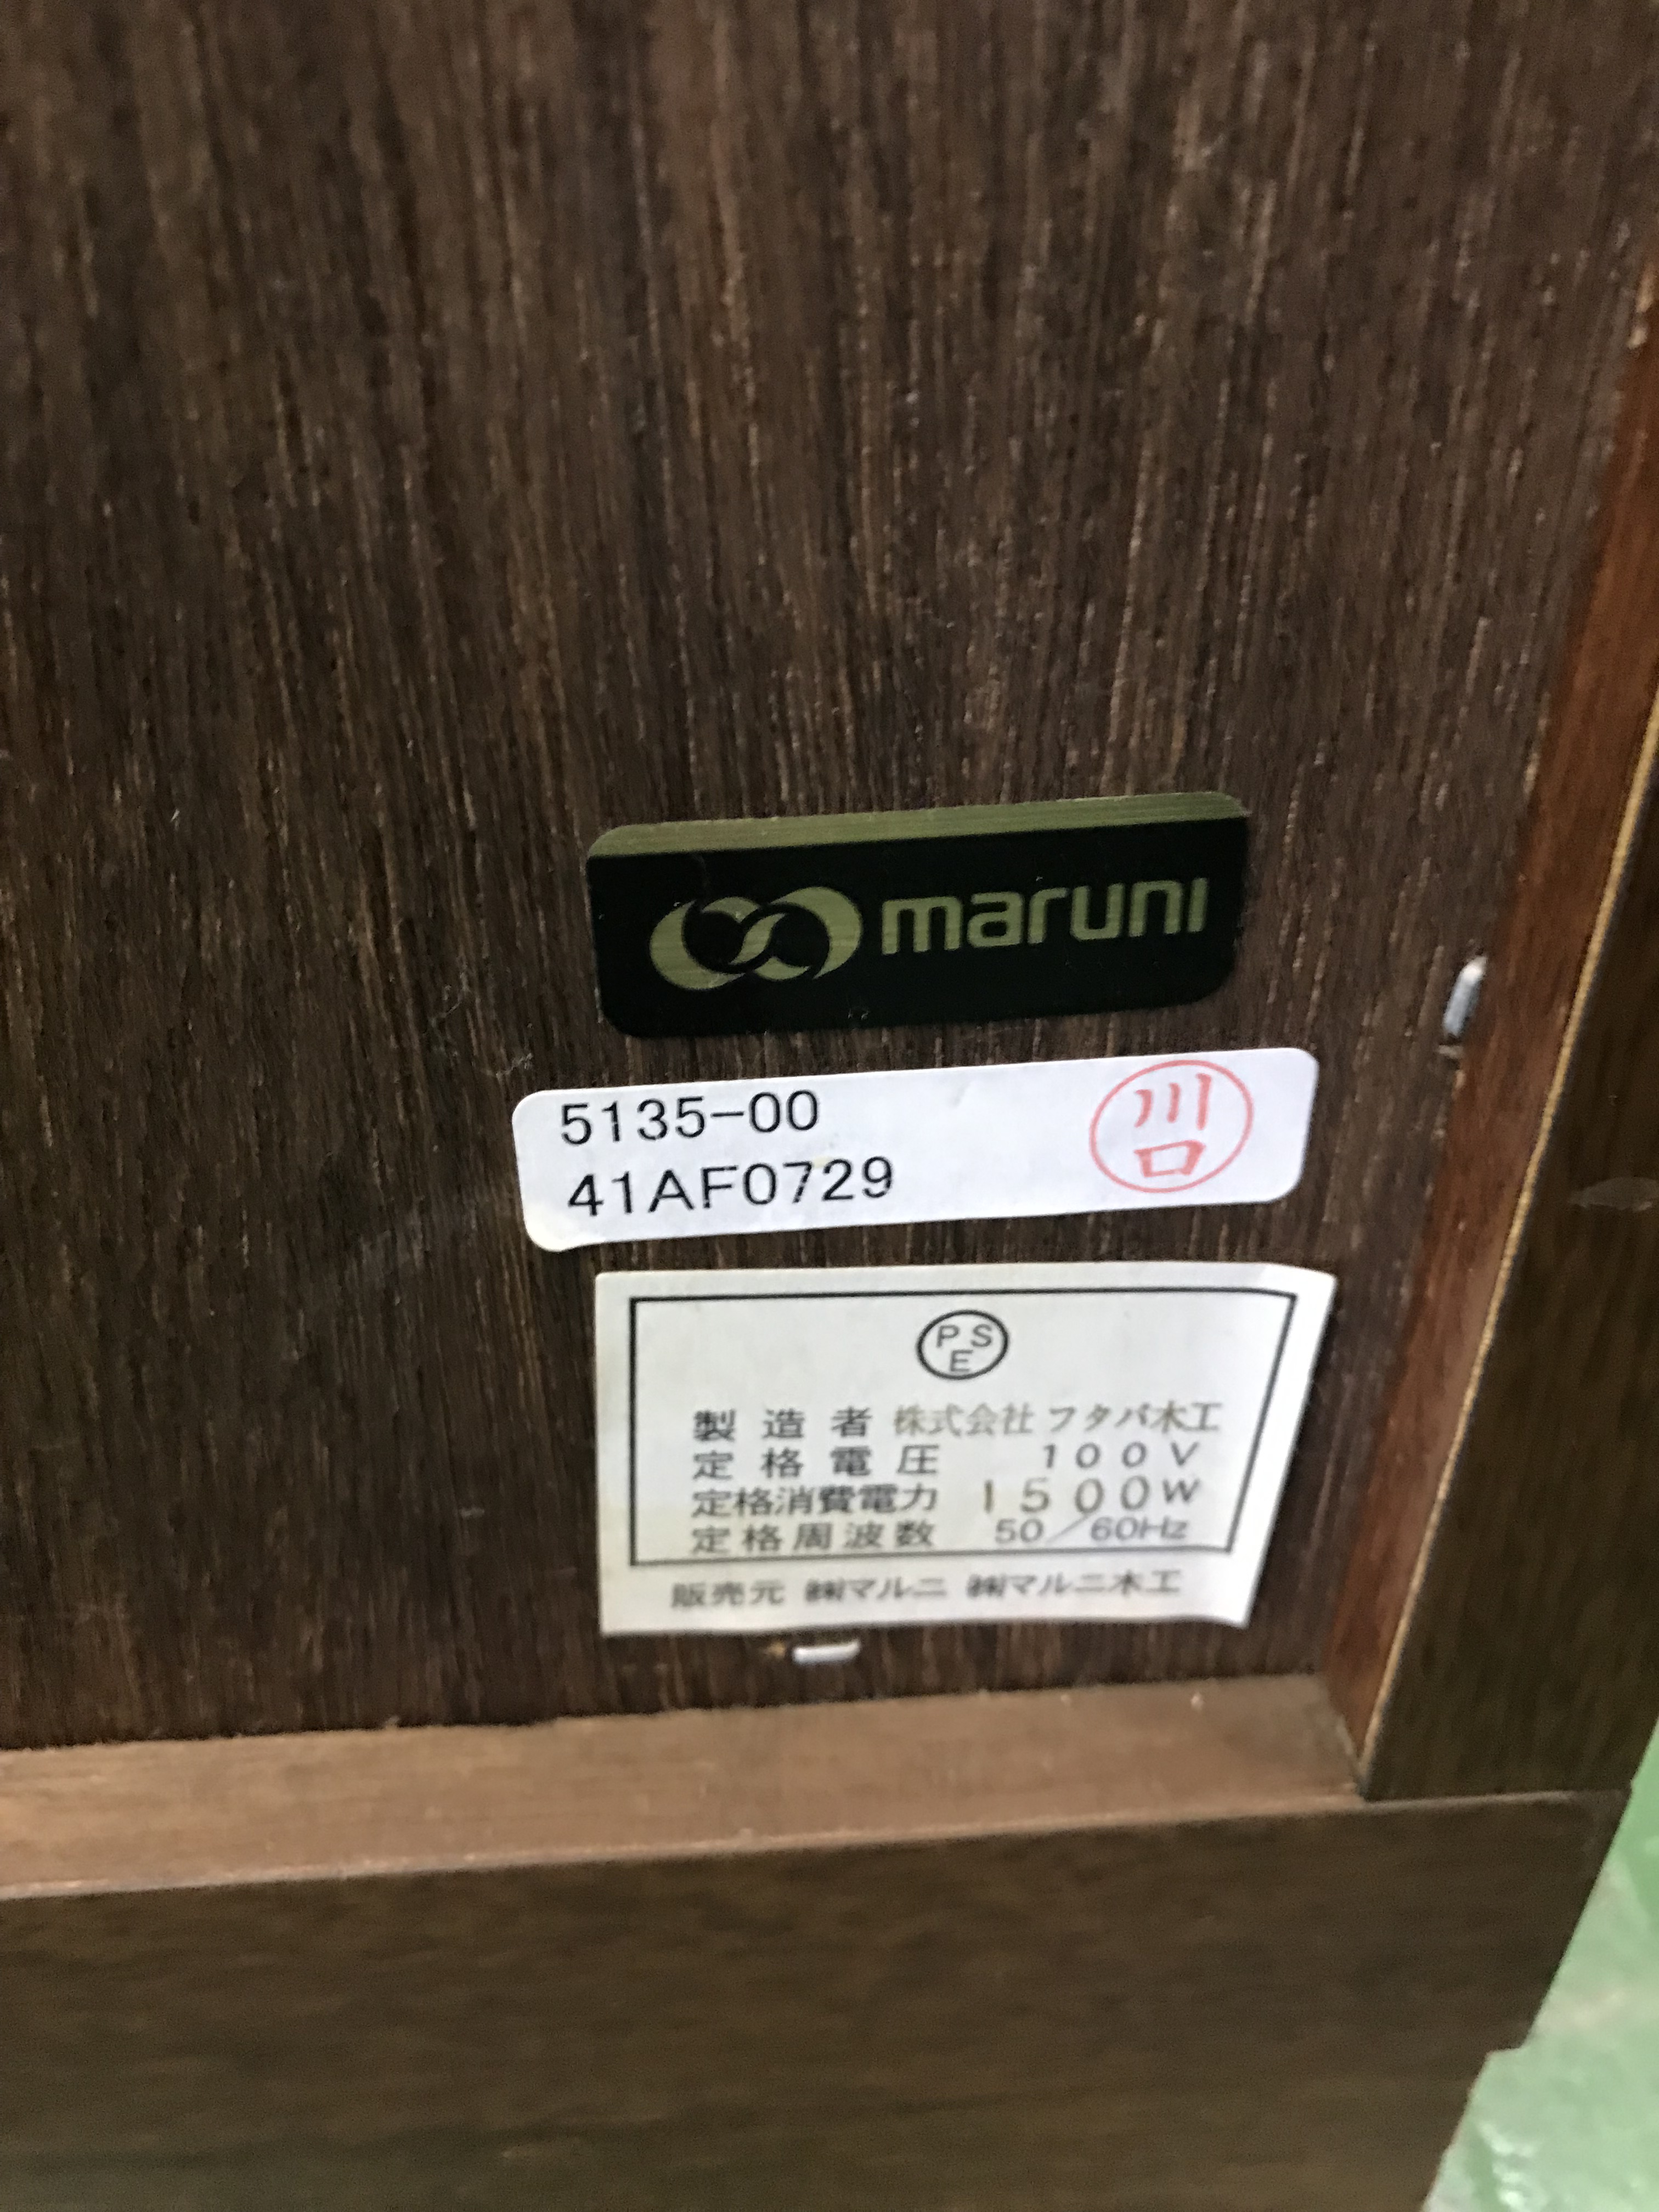 maruni
5135-00
41AF0729
川口
PSE
製造者 株式会社フタバ木工
定格電圧 100V
定格消費電力 1500W
定格周波数 50/60Hz
販売元 ㈱マルニ ㈱マルニ木工